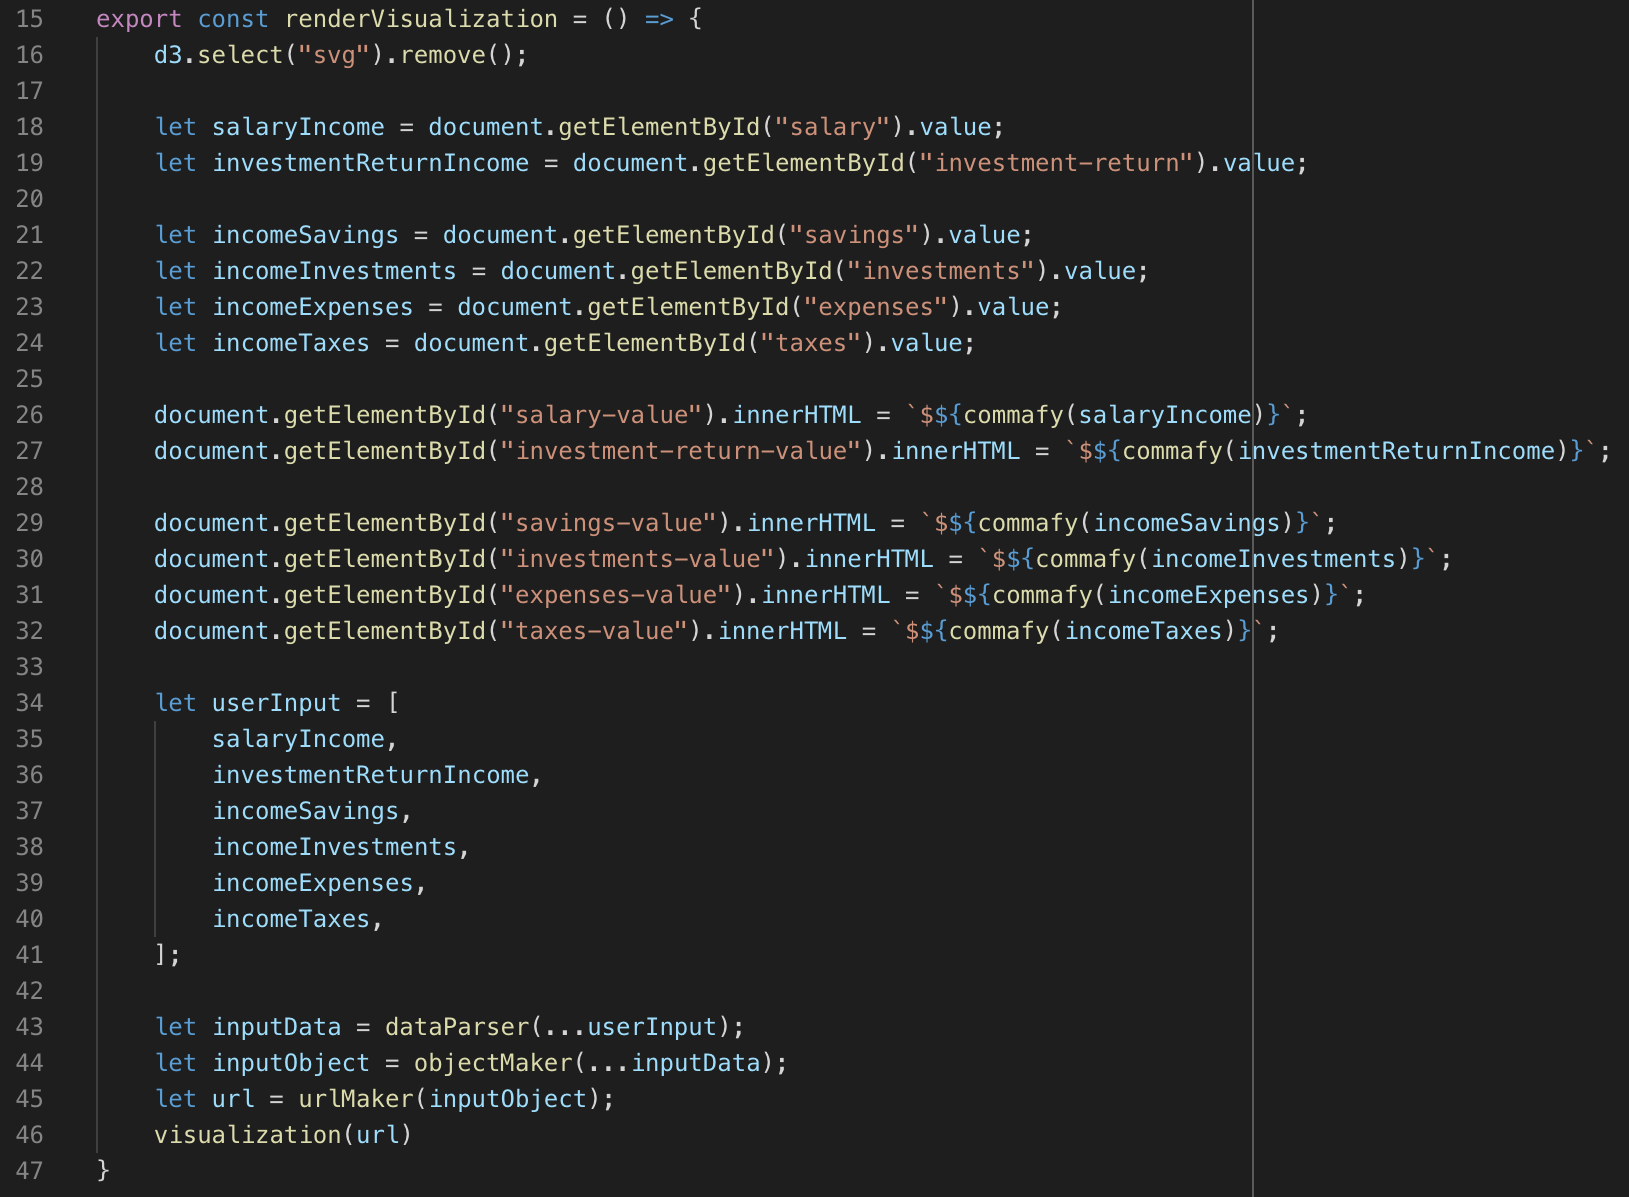 15 export const renderVisualization = () => {
16     d3.select("svg").remove();
17
18     let salaryIncome = document.getElementById("salary").value;
19     let investmentReturnIncome = document.getElementById("investment-return").value;
20
21     let incomeSavings = document.getElementById("savings").value;
22     let incomeInvestments = document.getElementById("investments").value;
23     let incomeExpenses = document.getElementById("expenses").value;
24     let incomeTaxes = document.getElementById("taxes").value;
25
26     document.getElementById("salary-value").innerHTML = `$${commafy(salaryIncome)}`;
27     document.getElementById("investment-return-value").innerHTML = `$${commafy(investmentReturnIncome)}`;
28
29     document.getElementById("savings-value").innerHTML = `$${commafy(incomeSavings)}`;
30     document.getElementById("investments-value").innerHTML = `$${commafy(incomeInvestments)}`;
31     document.getElementById("expenses-value").innerHTML = `$${commafy(incomeExpenses)}`;
32     document.getElementById("taxes-value").innerHTML = `$${commafy(incomeTaxes)}`;
33
34     let userInput = [
35         salaryIncome,
36         investmentReturnIncome,
37         incomeSavings,
38         incomeInvestments,
39         incomeExpenses,
40         incomeTaxes,
41     ];
42
43     let inputData = dataParser(...userInput);
44     let inputObject = objectMaker(...inputData);
45     let url = urlMaker(inputObject);
46     visualization(url)
47 }